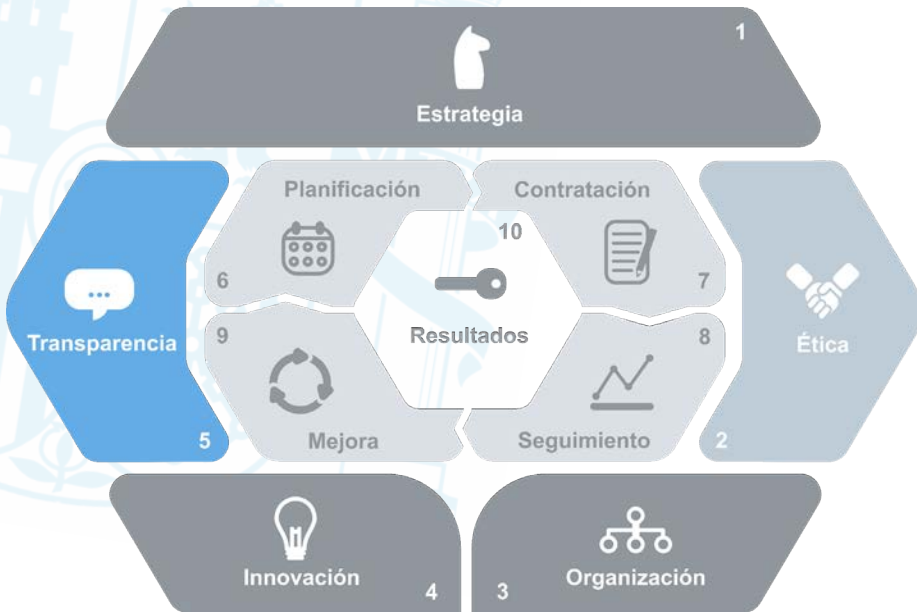 1
Estrategia
Planificación
Contratación
10
6
7
Transparencia
Resultados
Ética
9
8
5
Mejora
Seguimiento
2
Innovación
4
3
Organización